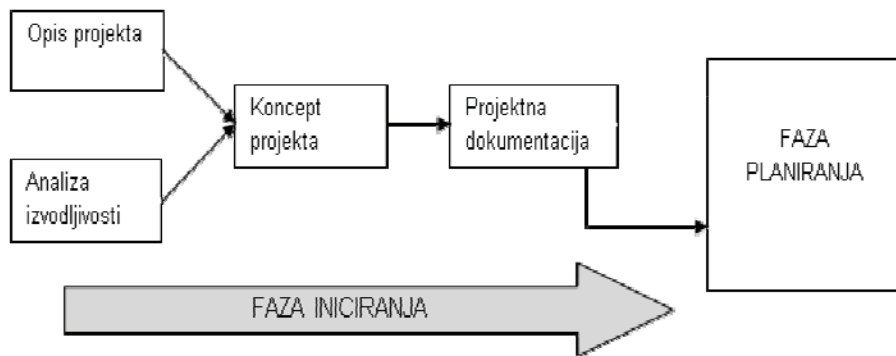 Opis projekta
Analiza
izvodljivosti
Koncept
projekta
Projektna
dokumentacija
FAZA
PLANIRANJA
FAZA INICIRANJA